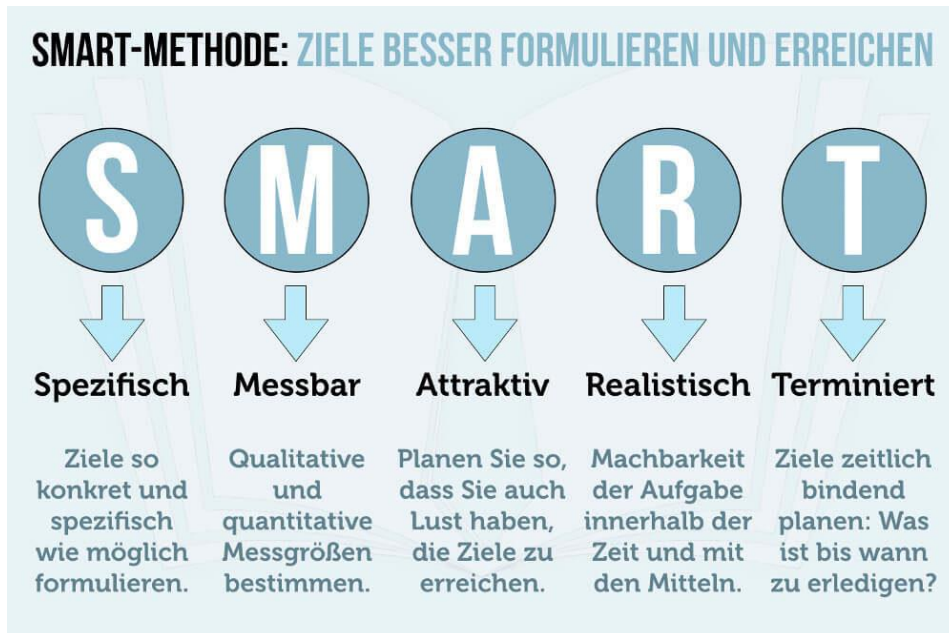 SMART-METHODE: ZIELE BESSER FORMULIEREN UND ERREICHEN
S M A R T
Spezifisch Messbar Attraktiv Realistisch Terminiert
Ziele so
konkret und
spezifisch
wie möglich
formulieren.
Qualitative
und
quantitative
Messgrößen
bestimmen.
Planen Sie so,
dass Sie auch
Lust haben,
die Ziele zu
erreichen.
Machbarkeit
der Aufgabe
innerhalb der
Zeit und mit
den Mitteln.
Ziele zeitlich
bindend
planen: Was
ist bis wann
zu erledigen?